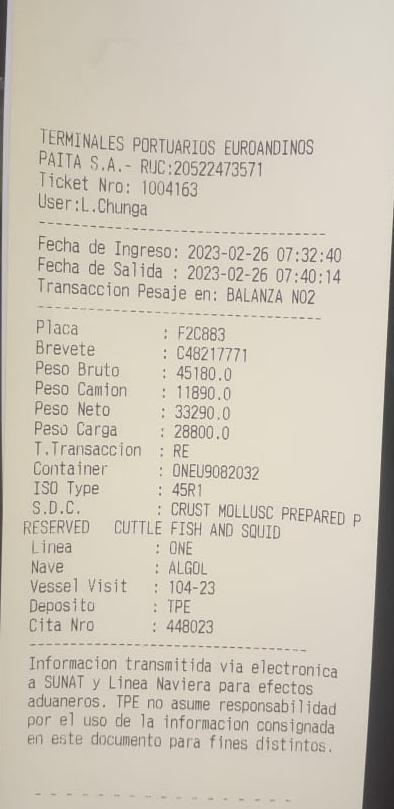 TERMINALES PORTUARIOS EUROANDINOS
PAITA S.A.- RUC:20522473571
Ticket Nro: 1004163
User:L.Chunga
--------------------------------
Fecha de Ingreso: 2023-02-26 07:32:40
Fecha de Salida : 2023-02-26 07:40:14
Transaccion Pesaje en: BALANZA NO2
--------------------------------
Placa : F2C883
Brevete : C48217771
Peso Bruto : 45180.0
Peso Camion : 11890.0
Peso Neto : 33290.0
Peso Carga : 28800.0
T.Transaccion : RE
Container : ONEU9082032
ISO Type : 45R1
S.D.C. : CRUST MOLLUSC PREPARED P
RESERVED CUTTLE FISH AND SQUID
Linea : ONE
Nave : ALGOL
Vessel Visit : 104-23
Deposito : TPE
Cita Nro : 448023
--------------------------------
Informacion transmitida via electronica
a SUNAT y Linea Naviera para efectos
aduaneros. TPE no asume responsabilidad
por el uso de la informacion consignada
en este documento para fines distintos.
- - - - - - - - - - - - - - - - -